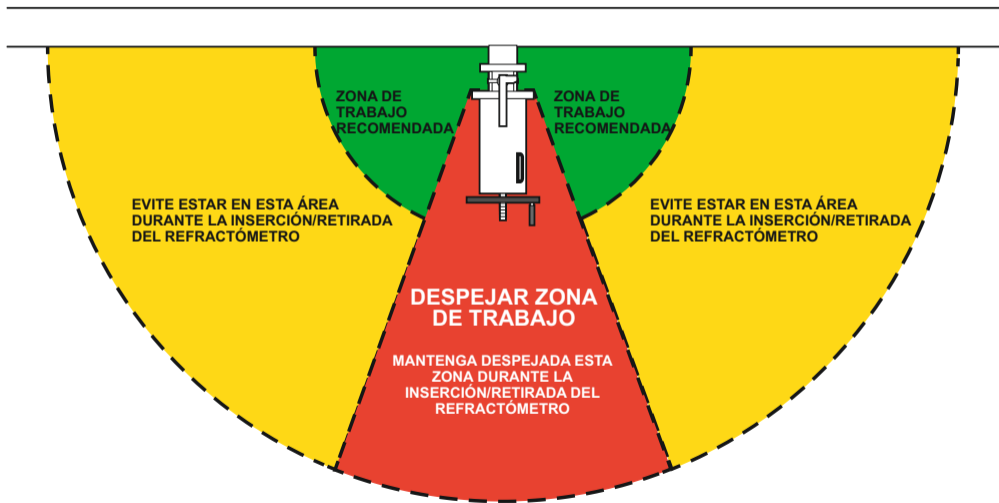 ZONA DE
TRABAJO
RECOMENDADA
ZONA DE
TRABAJO
RECOMENDADA
EVITE ESTAR EN ESTA ÁREA
DURANTE LA INSERCIÓN/RETIRADA
DEL REFRACTÓMETRO
EVITE ESTAR EN ESTA ÁREA
DURANTE LA INSERCIÓN/RETIRADA
DEL REFRACTÓMETRO
DESPEJAR ZONA
DE TRABAJO
MANTENGA DESPEJADA ESTA
ZONA DURANTE LA
INSERCIÓN/RETIRADA DEL
REFRACTÓMETRO